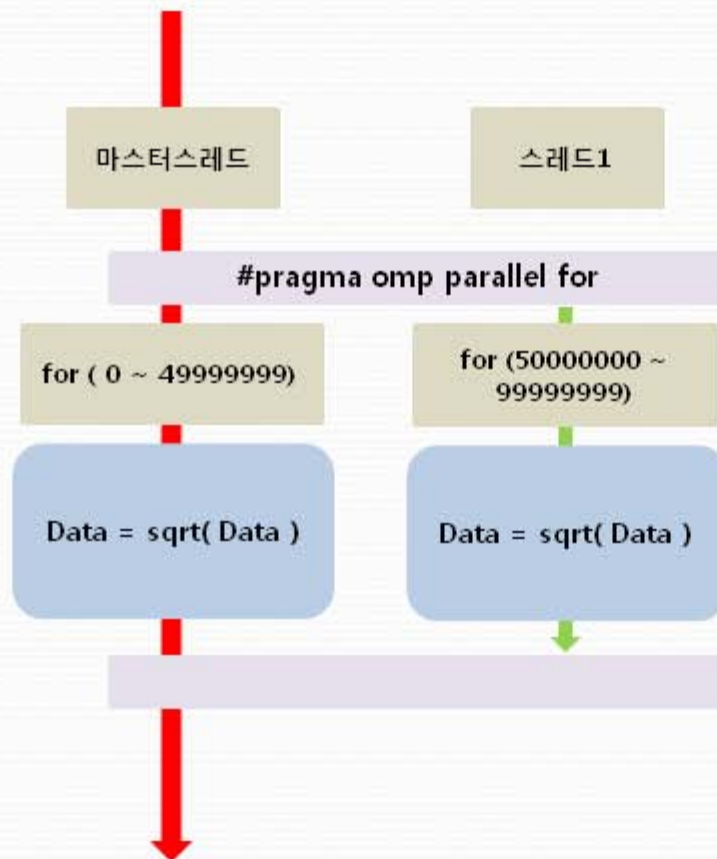 마스터스레드
스레드1
#pragma omp parallel for
for ( 0 ~ 49999999)
for (50000000 ~
99999999)
Data = sqrt( Data )
Data = sqrt( Data )